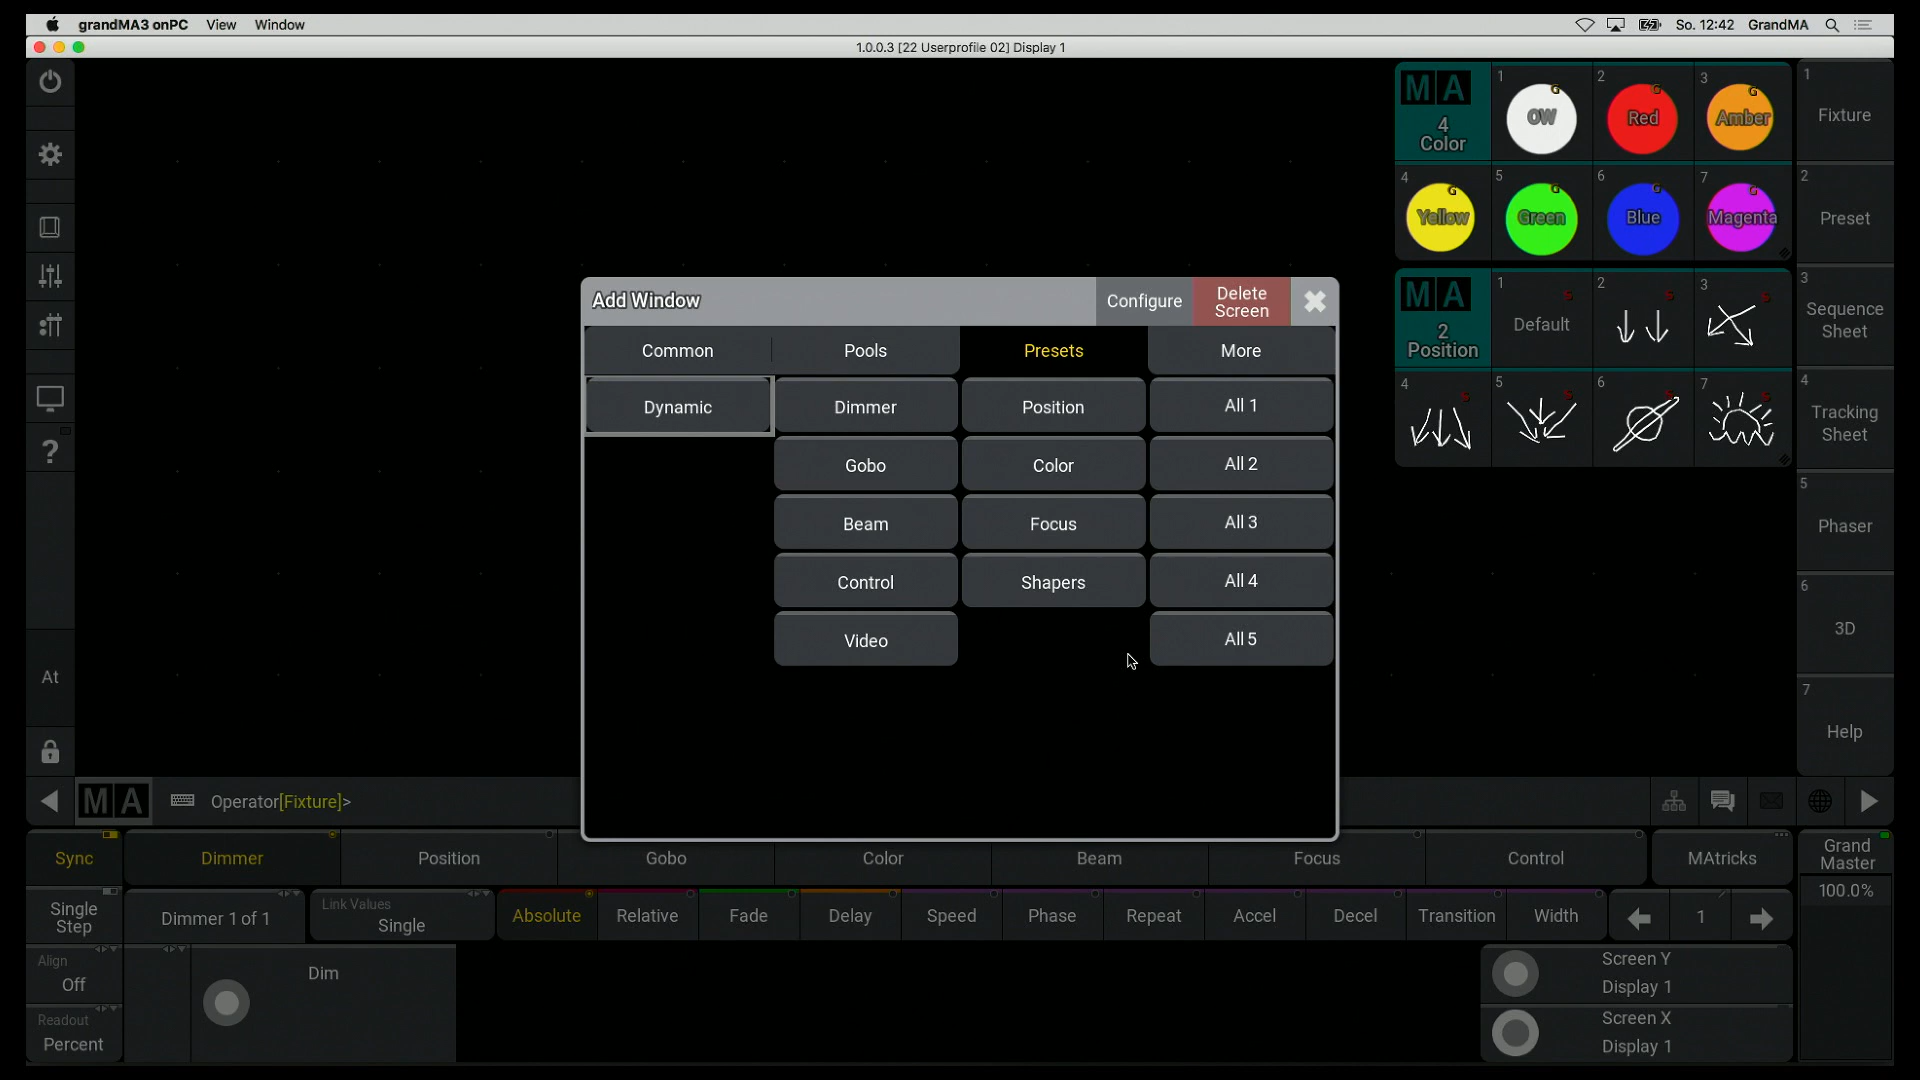 grandMA3 onPC View Window So. 12:42 GrandMA
1.0.0.3 [22 Userprofile 02] Display 1
MA
4
Color
1 OW G
2 Red G
3 Amber G
4 Yellow G
5 Green G
6 Blue G
7 Magenta G
MA
2
Position
1 Default S
2 S
3 S
4 S
5 S
6 S
7 S
1
Fixture
2
Preset
3
Sequence
Sheet
4
Tracking
Sheet
5
Phaser
6
3D
7
Help
?
At
Add Window Configure Delete
Screen
Common Pools Presets More
Dynamic Dimmer Position All 1
Gobo Color All 2
Beam Focus All 3
Control Shapers All 4
Video All 5
MA Operator[Fixture]>
Sync Dimmer Position Gobo Color Beam Focus Control MAtricks Grand
Master
100.0%
Single
Step
Dimmer 1 of 1
Link Values
Single
Absolute Relative Fade Delay Speed Phase Repeat Accel Decel Transition Width 1
Align
Off
Dim
Readout
Percent
Screen Y
Display 1
Screen X
Display 1